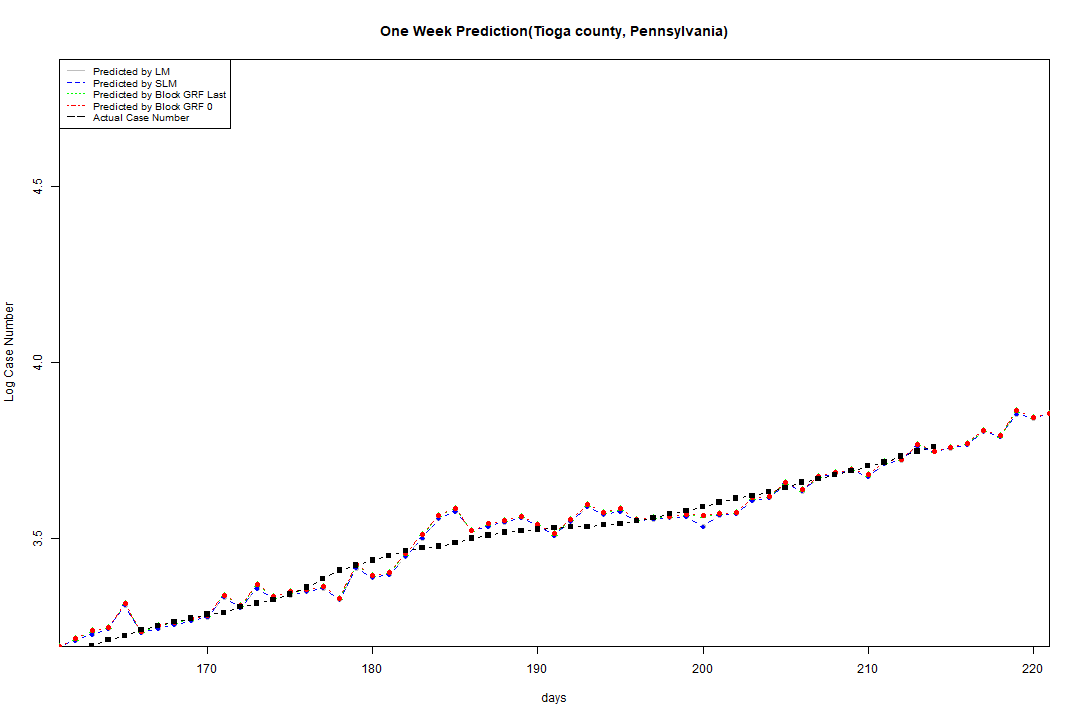 One Week Prediction(Tioga county, Pennsylvania)
Predicted by LM
Predicted by SLM
Predicted by Block GRF Last
Predicted by Block GRF 0
Actual Case Number
4.5
4.0
3.5
Log Case Number
170 180 190 200 210 220
days